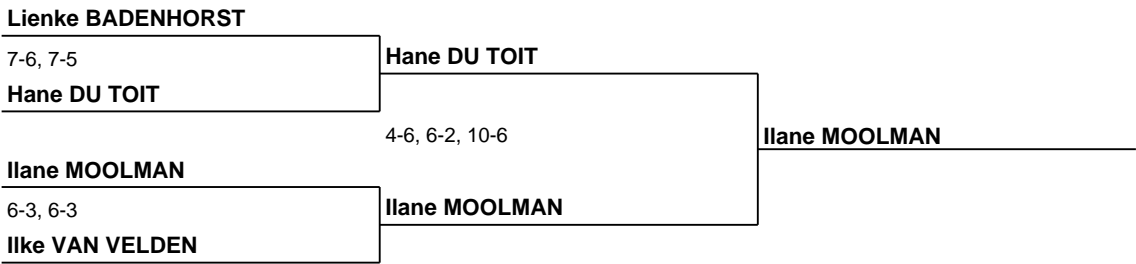 Lienke BADENHORST
7-6, 7-5
Hane DU TOIT
Hane DU TOIT
4-6, 6-2, 10-6
Ilane MOOLMAN
Ilane MOOLMAN
6-3, 6-3
Ilane MOOLMAN
Ilke VAN VELDEN